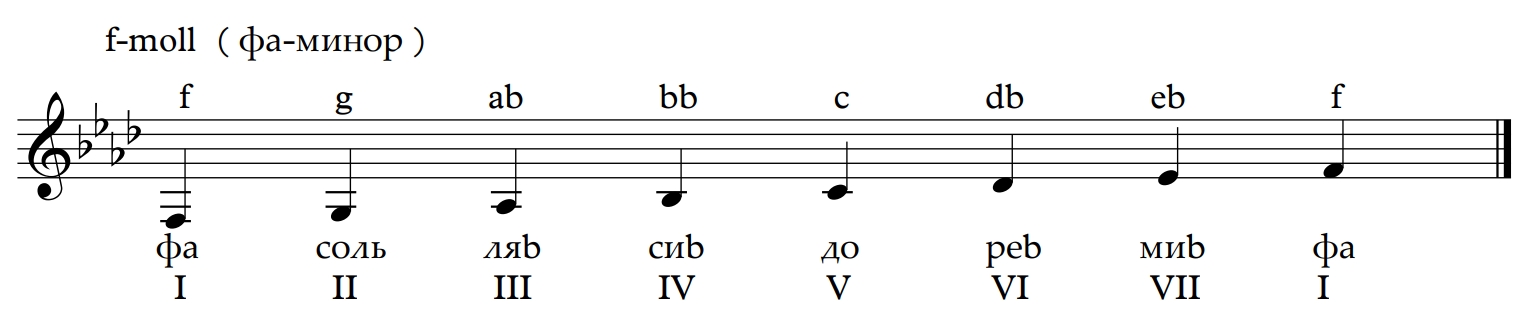 f-moll ( фа-минор )
f g ab bb c db eb f
фа соль ляb сиb до реb миb фа
I II III IV V VI VII I